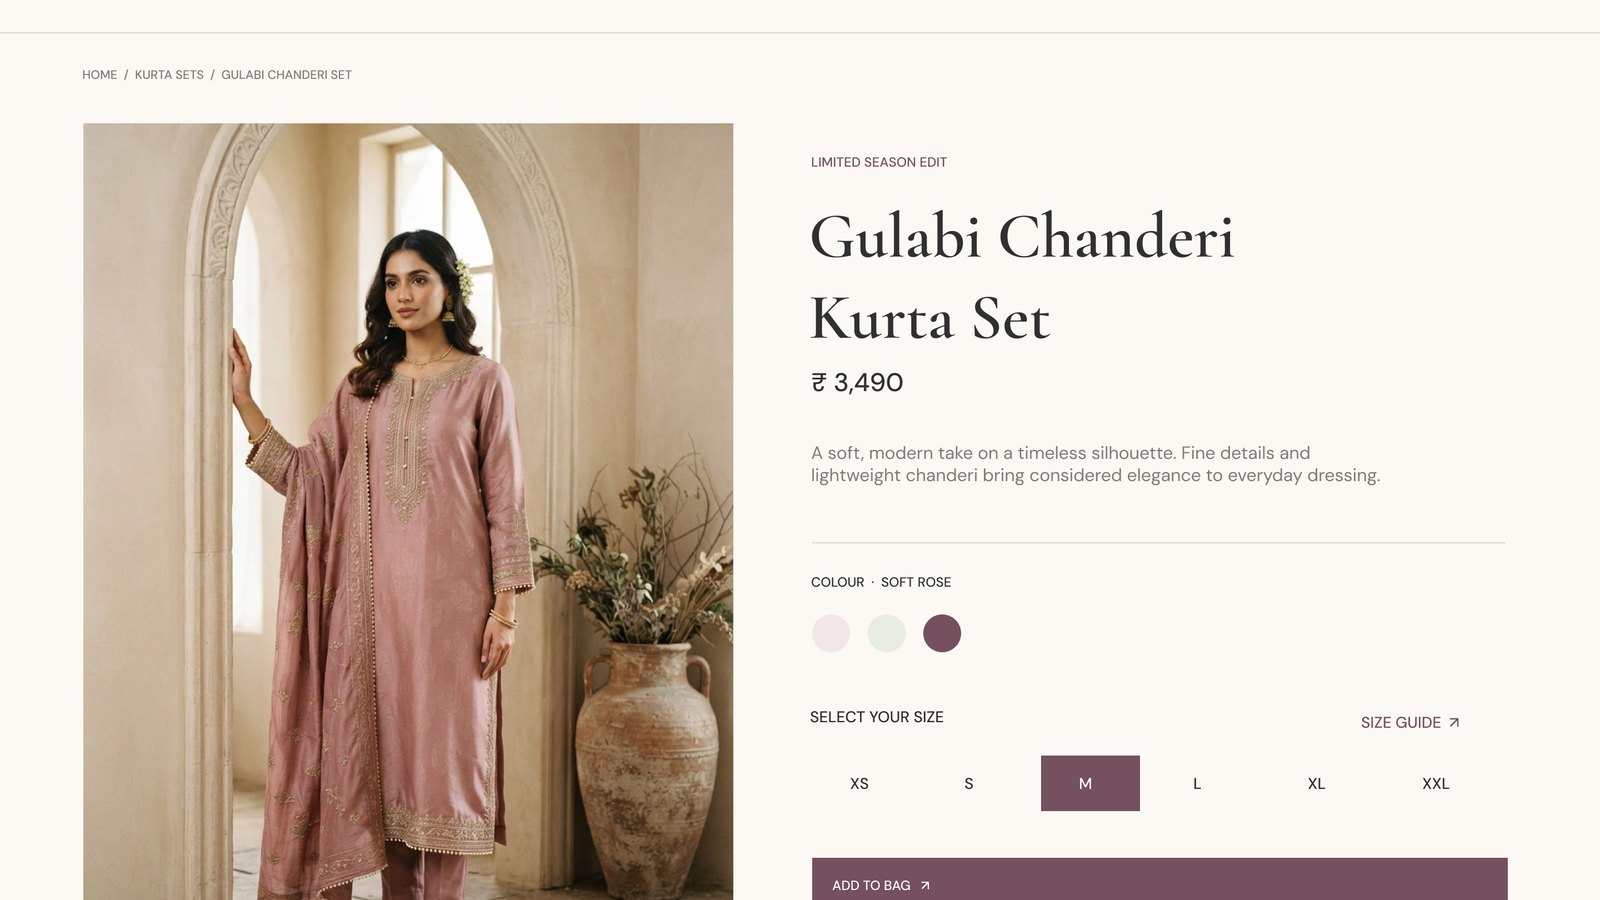 HOME / KURTA SETS / GULABI CHANDERI SET
LIMITED SEASON EDIT
Gulabi Chanderi
Kurta Set
₹ 3,490
A soft, modern take on a timeless silhouette. Fine details and
lightweight chanderi bring considered elegance to everyday dressing.
COLOUR · SOFT ROSE
SELECT YOUR SIZE
SIZE GUIDE ↗
XS S M L XL XXL
ADD TO BAG ↗